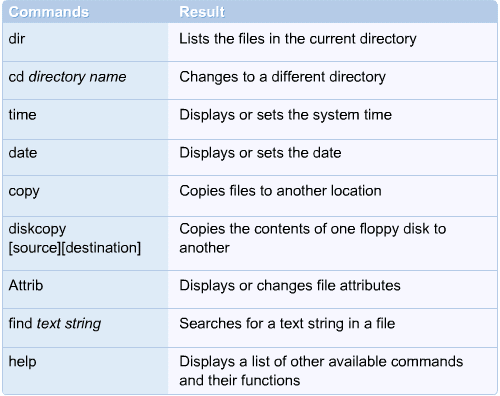 Commands Result
dir Lists the files in the current directory
cd directory name Changes to a different directory
time Displays or sets the system time
date Displays or sets the date
copy Copies files to another location
diskcopy Copies the contents of one floppy disk to
[source][destination] another
Attrib Displays or changes file attributes
find text string Searches for a text string in a file
help Displays a list of other available commands
and their functions